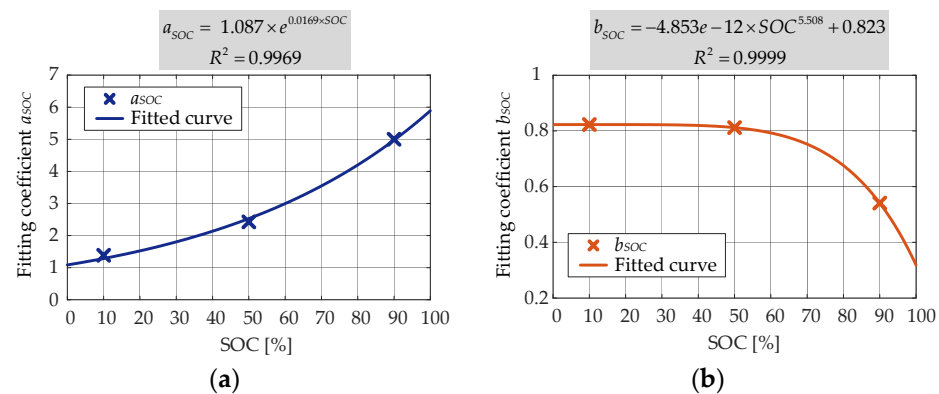 a_SOC = 1.087 × e^{0.0169×SOC}
R² = 0.9969
7
6
5
4
3
2
1
0
Fitting coefficient a_SOC
a_SOC
Fitted curve
0 10 20 30 40 50 60 70 80 90 100
SOC [%]
(a)
b_SOC = −4.853e − 12 × SOC^{5.508} + 0.823
R² = 0.9999
1
0.8
0.6
0.4
0.2
Fitting coefficient b_SOC
b_SOC
Fitted curve
0 10 20 30 40 50 60 70 80 90 100
SOC [%]
(b)